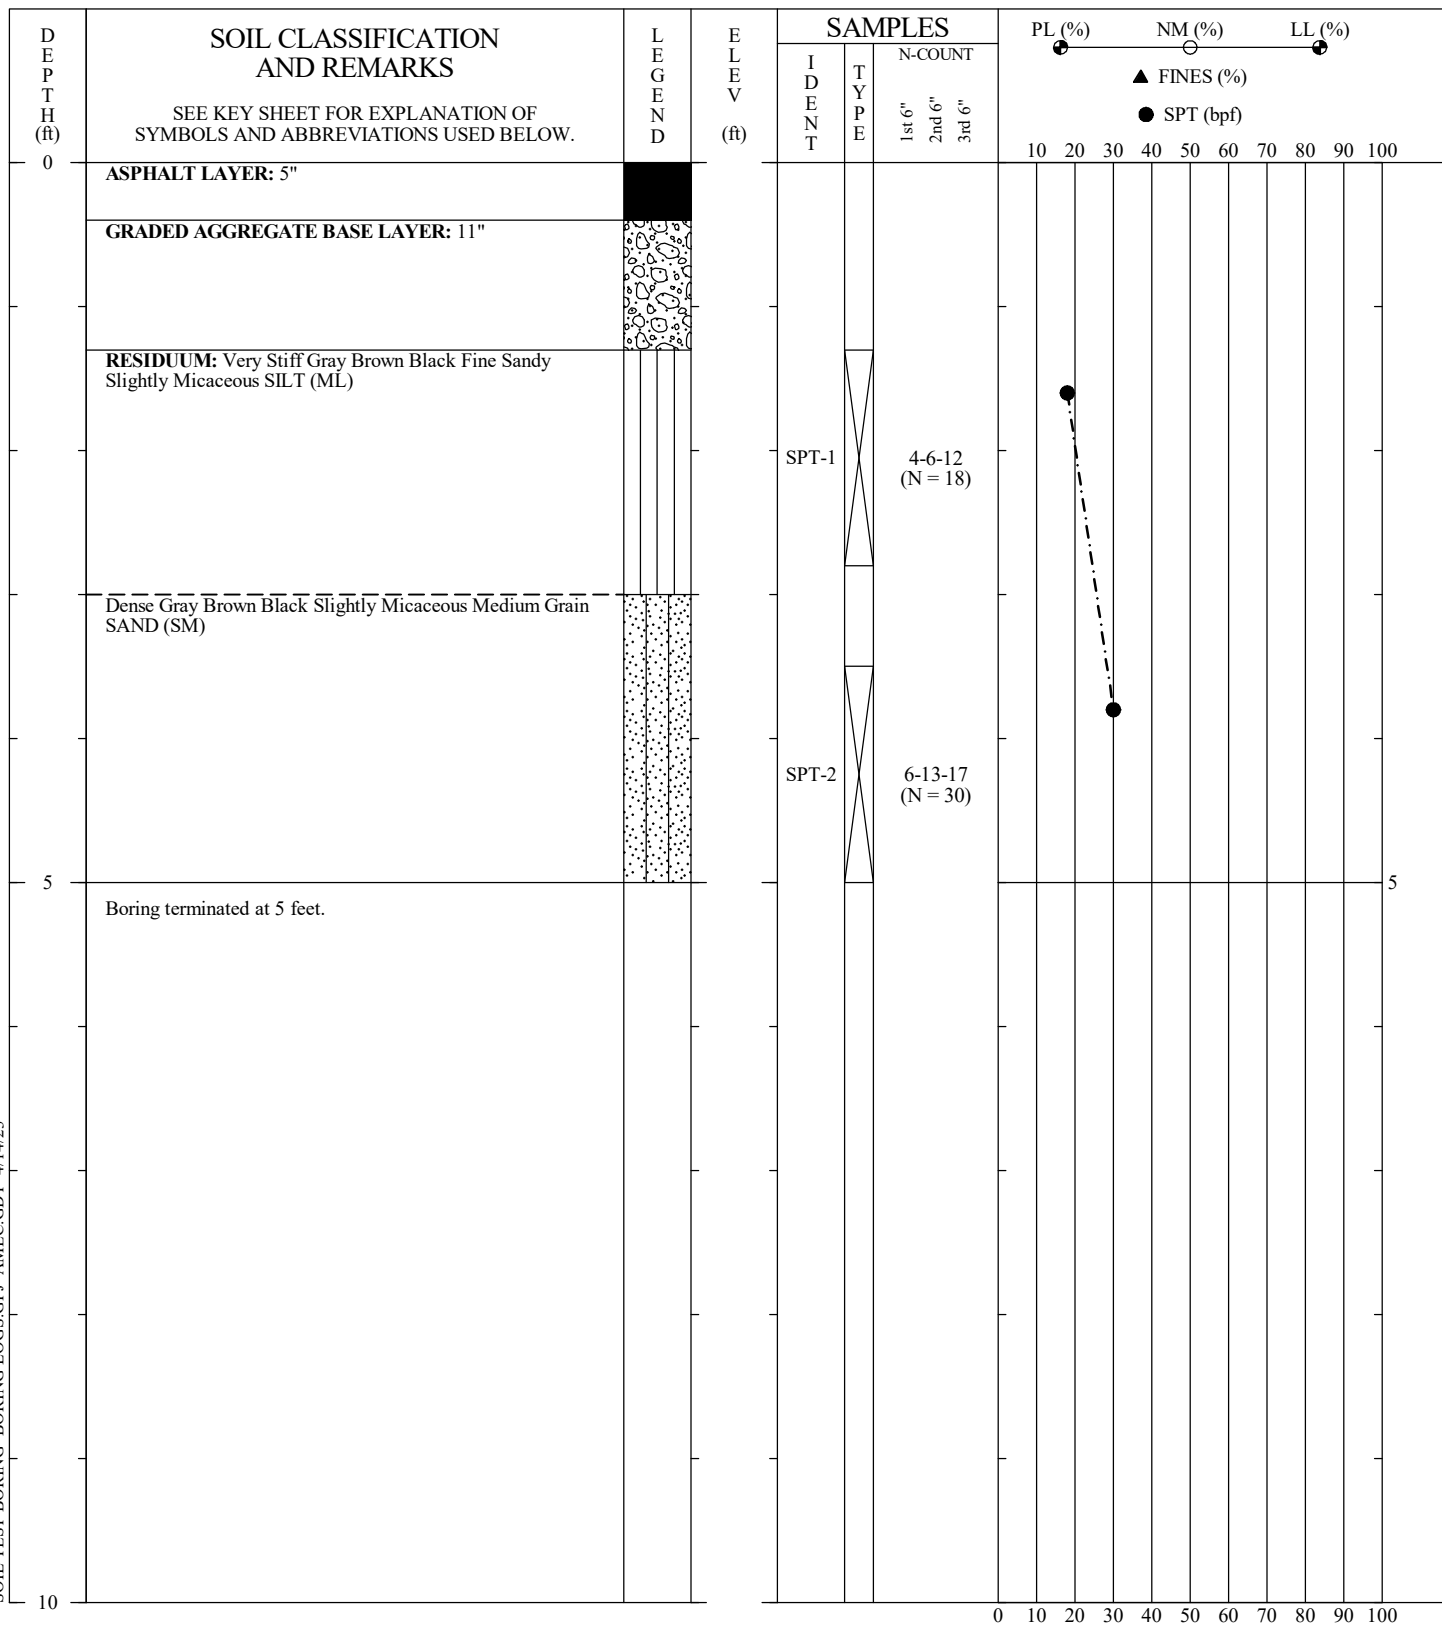 DEPTH
(ft)
SOIL CLASSIFICATION
AND REMARKS
SEE KEY SHEET FOR EXPLANATION OF
SYMBOLS AND ABBREVIATIONS USED BELOW.
LEGEND
ELEV
(ft)
SAMPLES
IDENT
TYPE
N-COUNT
1st 6"
2nd 6"
3rd 6"
PL (%) NM (%) LL (%)
FINES (%)
SPT (bpf)
10 20 30 40 50 60 70 80 90 100
0
ASPHALT LAYER: 5"
GRADED AGGREGATE BASE LAYER: 11"
RESIDUUM: Very Stiff Gray Brown Black Fine Sandy
Slightly Micaceous SILT (ML)
SPT-1
4-6-12
(N = 18)
Dense Gray Brown Black Slightly Micaceous Medium Grain
SAND (SM)
SPT-2
6-13-17
(N = 30)
5
5
Boring terminated at 5 feet.
10
0 10 20 30 40 50 60 70 80 90 100